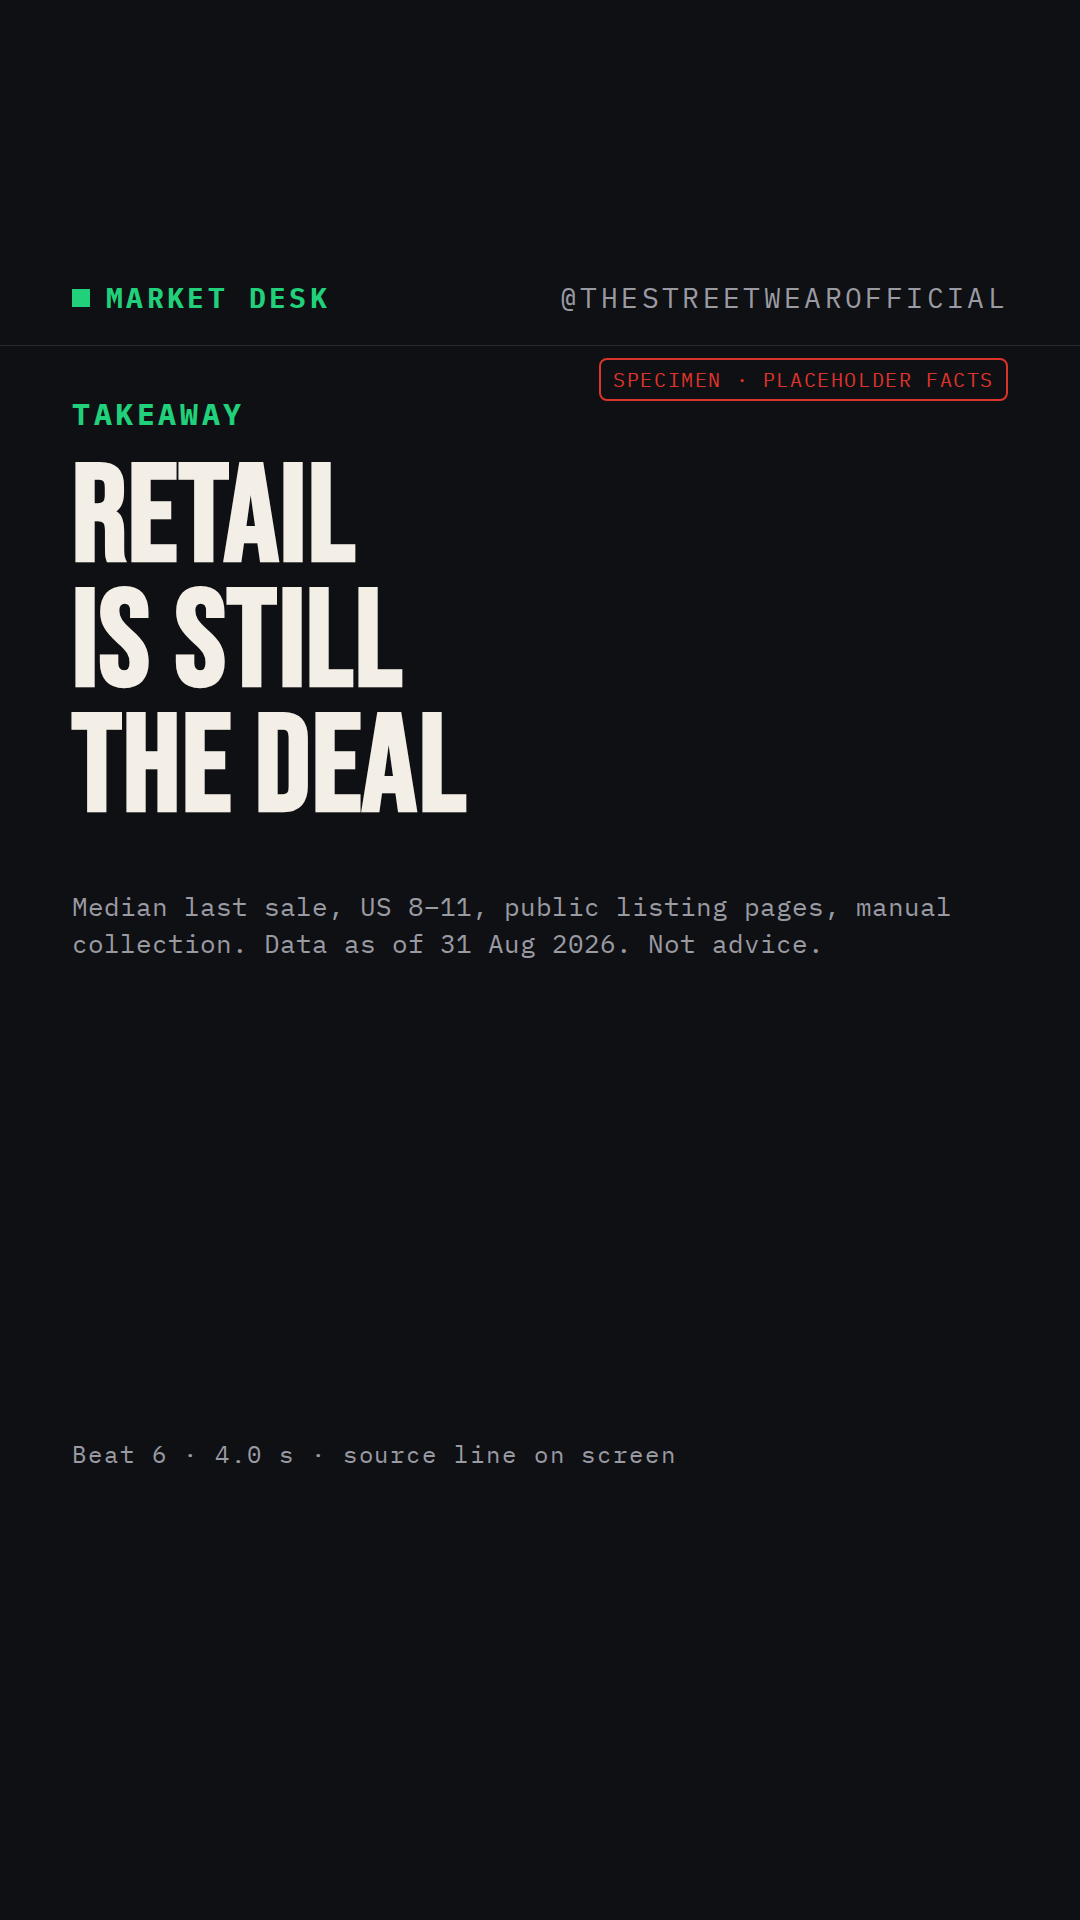 MARKET DESK
@THESTREETWEAROFFICIAL
SPECIMEN · PLACEHOLDER FACTS
TAKEAWAY
RETAIL
IS STILL
THE DEAL
Median last sale, US 8–11, public listing pages, manual
collection. Data as of 31 Aug 2026. Not advice.
Beat 6 · 4.0 s · source line on screen